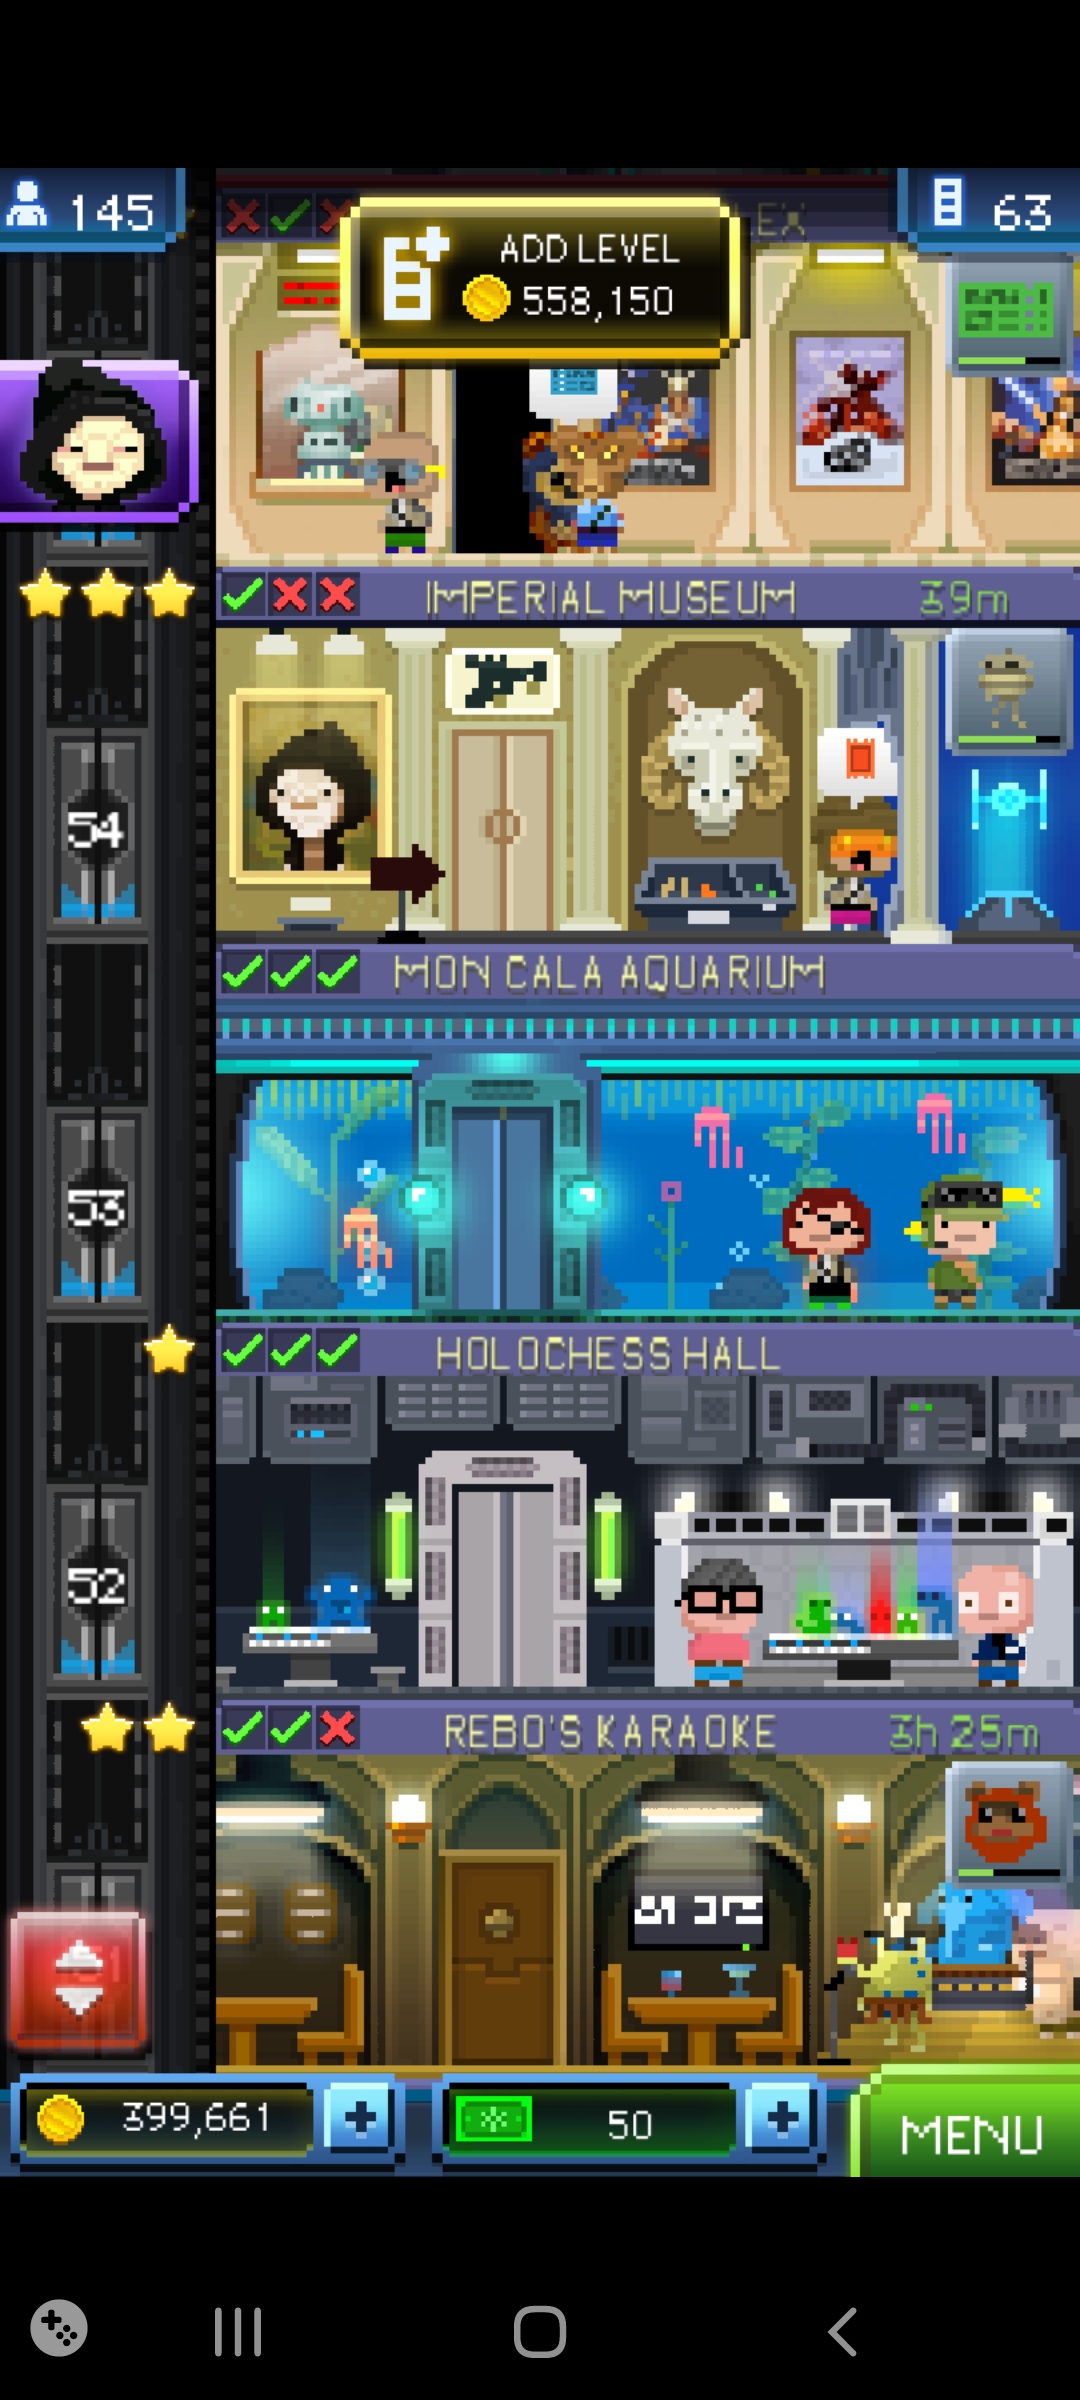 145
63
LEX
ADD LEVEL
558,150
IMPERIAL MUSEUM 39m
54
MON CALA AQUARIUM
53
HOLOCHESS HALL
52
REBO'S KARAOKE 3h 25m
399,661
50
MENU